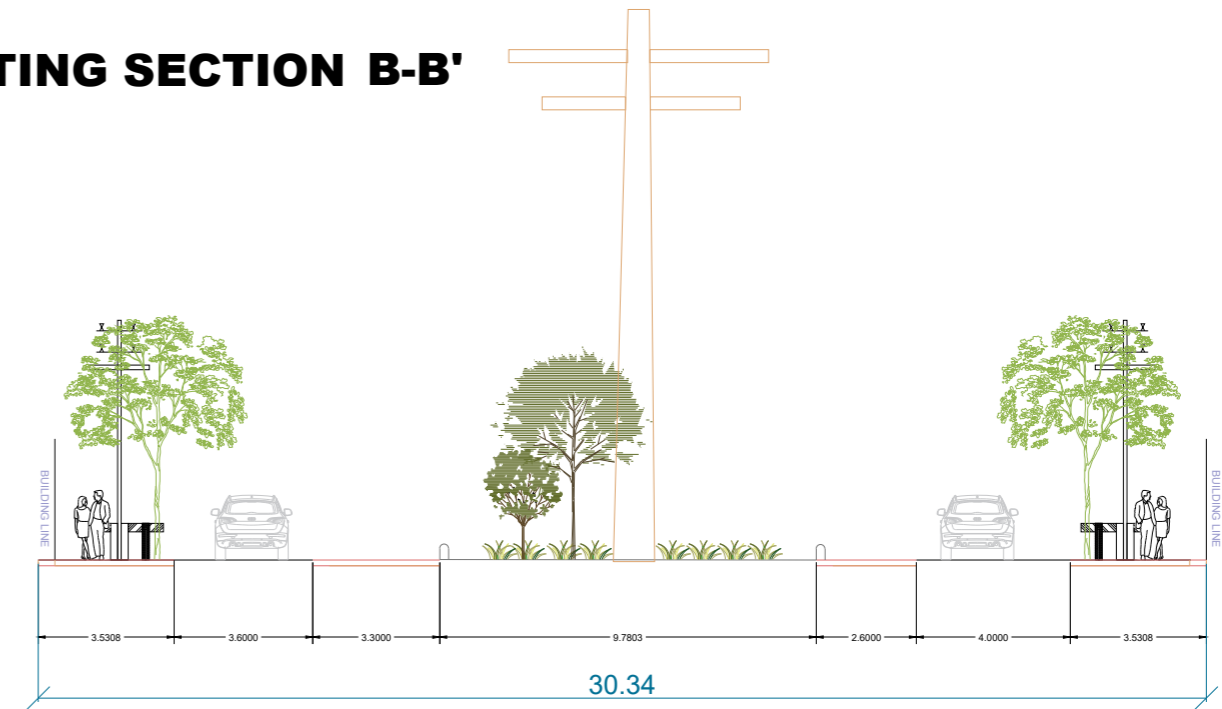 TING SECTION B-B'
BUILDING LINE
BUILDING LINE
3.5308
3.6000
3.3000
9.7803
2.6000
4.0000
3.5308
30.34